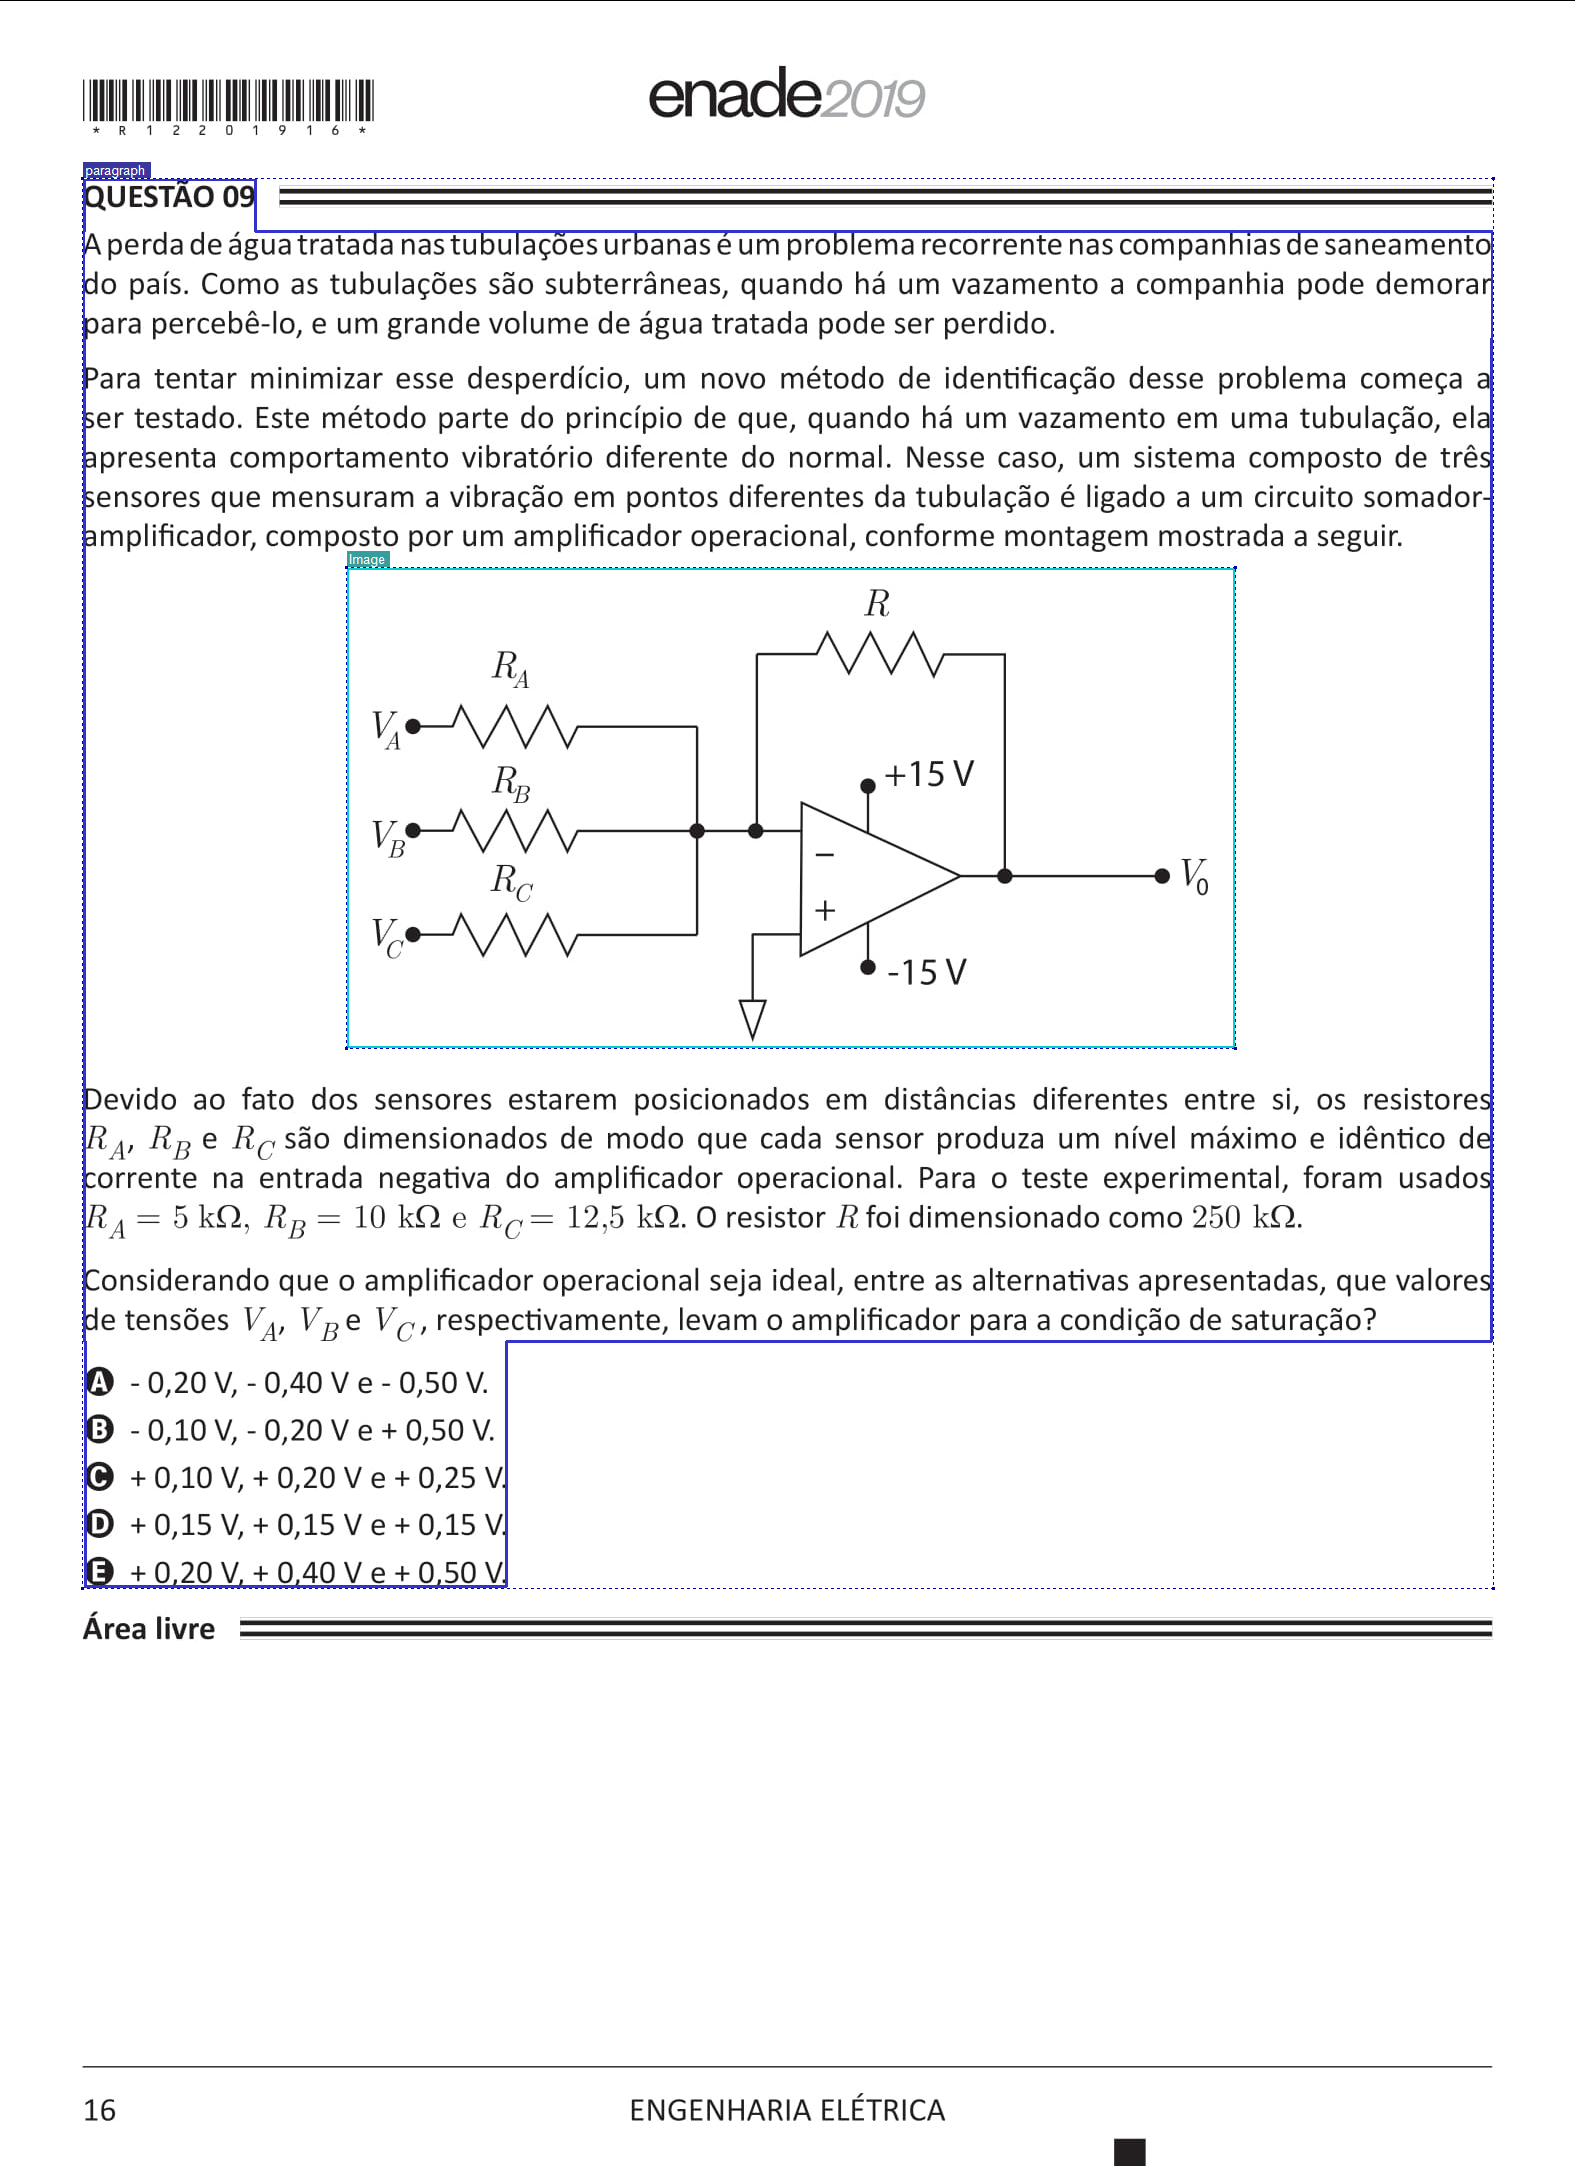 * R 1 2 2 0 1 9 1 6 *
enade2019
paragraph
QUESTÃO 09
A perda de água tratada nas tubulações urbanas é um problema recorrente nas companhias de saneamento
do país. Como as tubulações são subterrâneas, quando há um vazamento a companhia pode demorar
para percebê-lo, e um grande volume de água tratada pode ser perdido.
Para tentar minimizar esse desperdício, um novo método de identificação desse problema começa a
ser testado. Este método parte do princípio de que, quando há um vazamento em uma tubulação, ela
apresenta comportamento vibratório diferente do normal. Nesse caso, um sistema composto de três
sensores que mensuram a vibração em pontos diferentes da tubulação é ligado a um circuito somador-
amplificador, composto por um amplificador operacional, conforme montagem mostrada a seguir.
Image
R
R_A
V_A
+15 V
R_B
V_B
R_C
V_0
V_C
-15 V
Devido ao fato dos sensores estarem posicionados em distâncias diferentes entre si, os resistores
R_A, R_B e R_C são dimensionados de modo que cada sensor produza um nível máximo e idêntico de
corrente na entrada negativa do amplificador operacional. Para o teste experimental, foram usados
R_A = 5 kΩ, R_B = 10 kΩ e R_C = 12,5 kΩ. O resistor R foi dimensionado como 250 kΩ.
Considerando que o amplificador operacional seja ideal, entre as alternativas apresentadas, que valores
de tensões V_A, V_B e V_C, respectivamente, levam o amplificador para a condição de saturação?
A - 0,20 V, - 0,40 V e - 0,50 V.
B - 0,10 V, - 0,20 V e + 0,50 V.
C + 0,10 V, + 0,20 V e + 0,25 V.
D + 0,15 V, + 0,15 V e + 0,15 V.
E + 0,20 V, + 0,40 V e + 0,50 V.
Área livre
16
ENGENHARIA ELÉTRICA